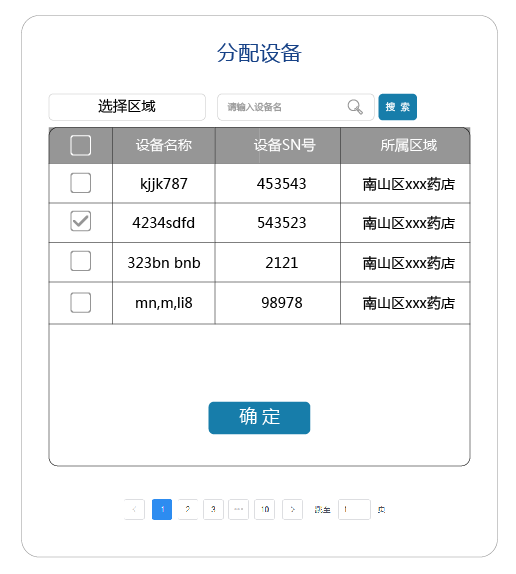 分配设备
选择区域 请输入设备名 搜 索
设备名称 设备SN号 所属区域
kjjk787 453543 南山区xxx药店
4234sdfd 543523 南山区xxx药店
323bn bnb 2121 南山区xxx药店
mn,m,li8 98978 南山区xxx药店
确 定
< 1 2 3 ••• 10 > 跳至 1 页